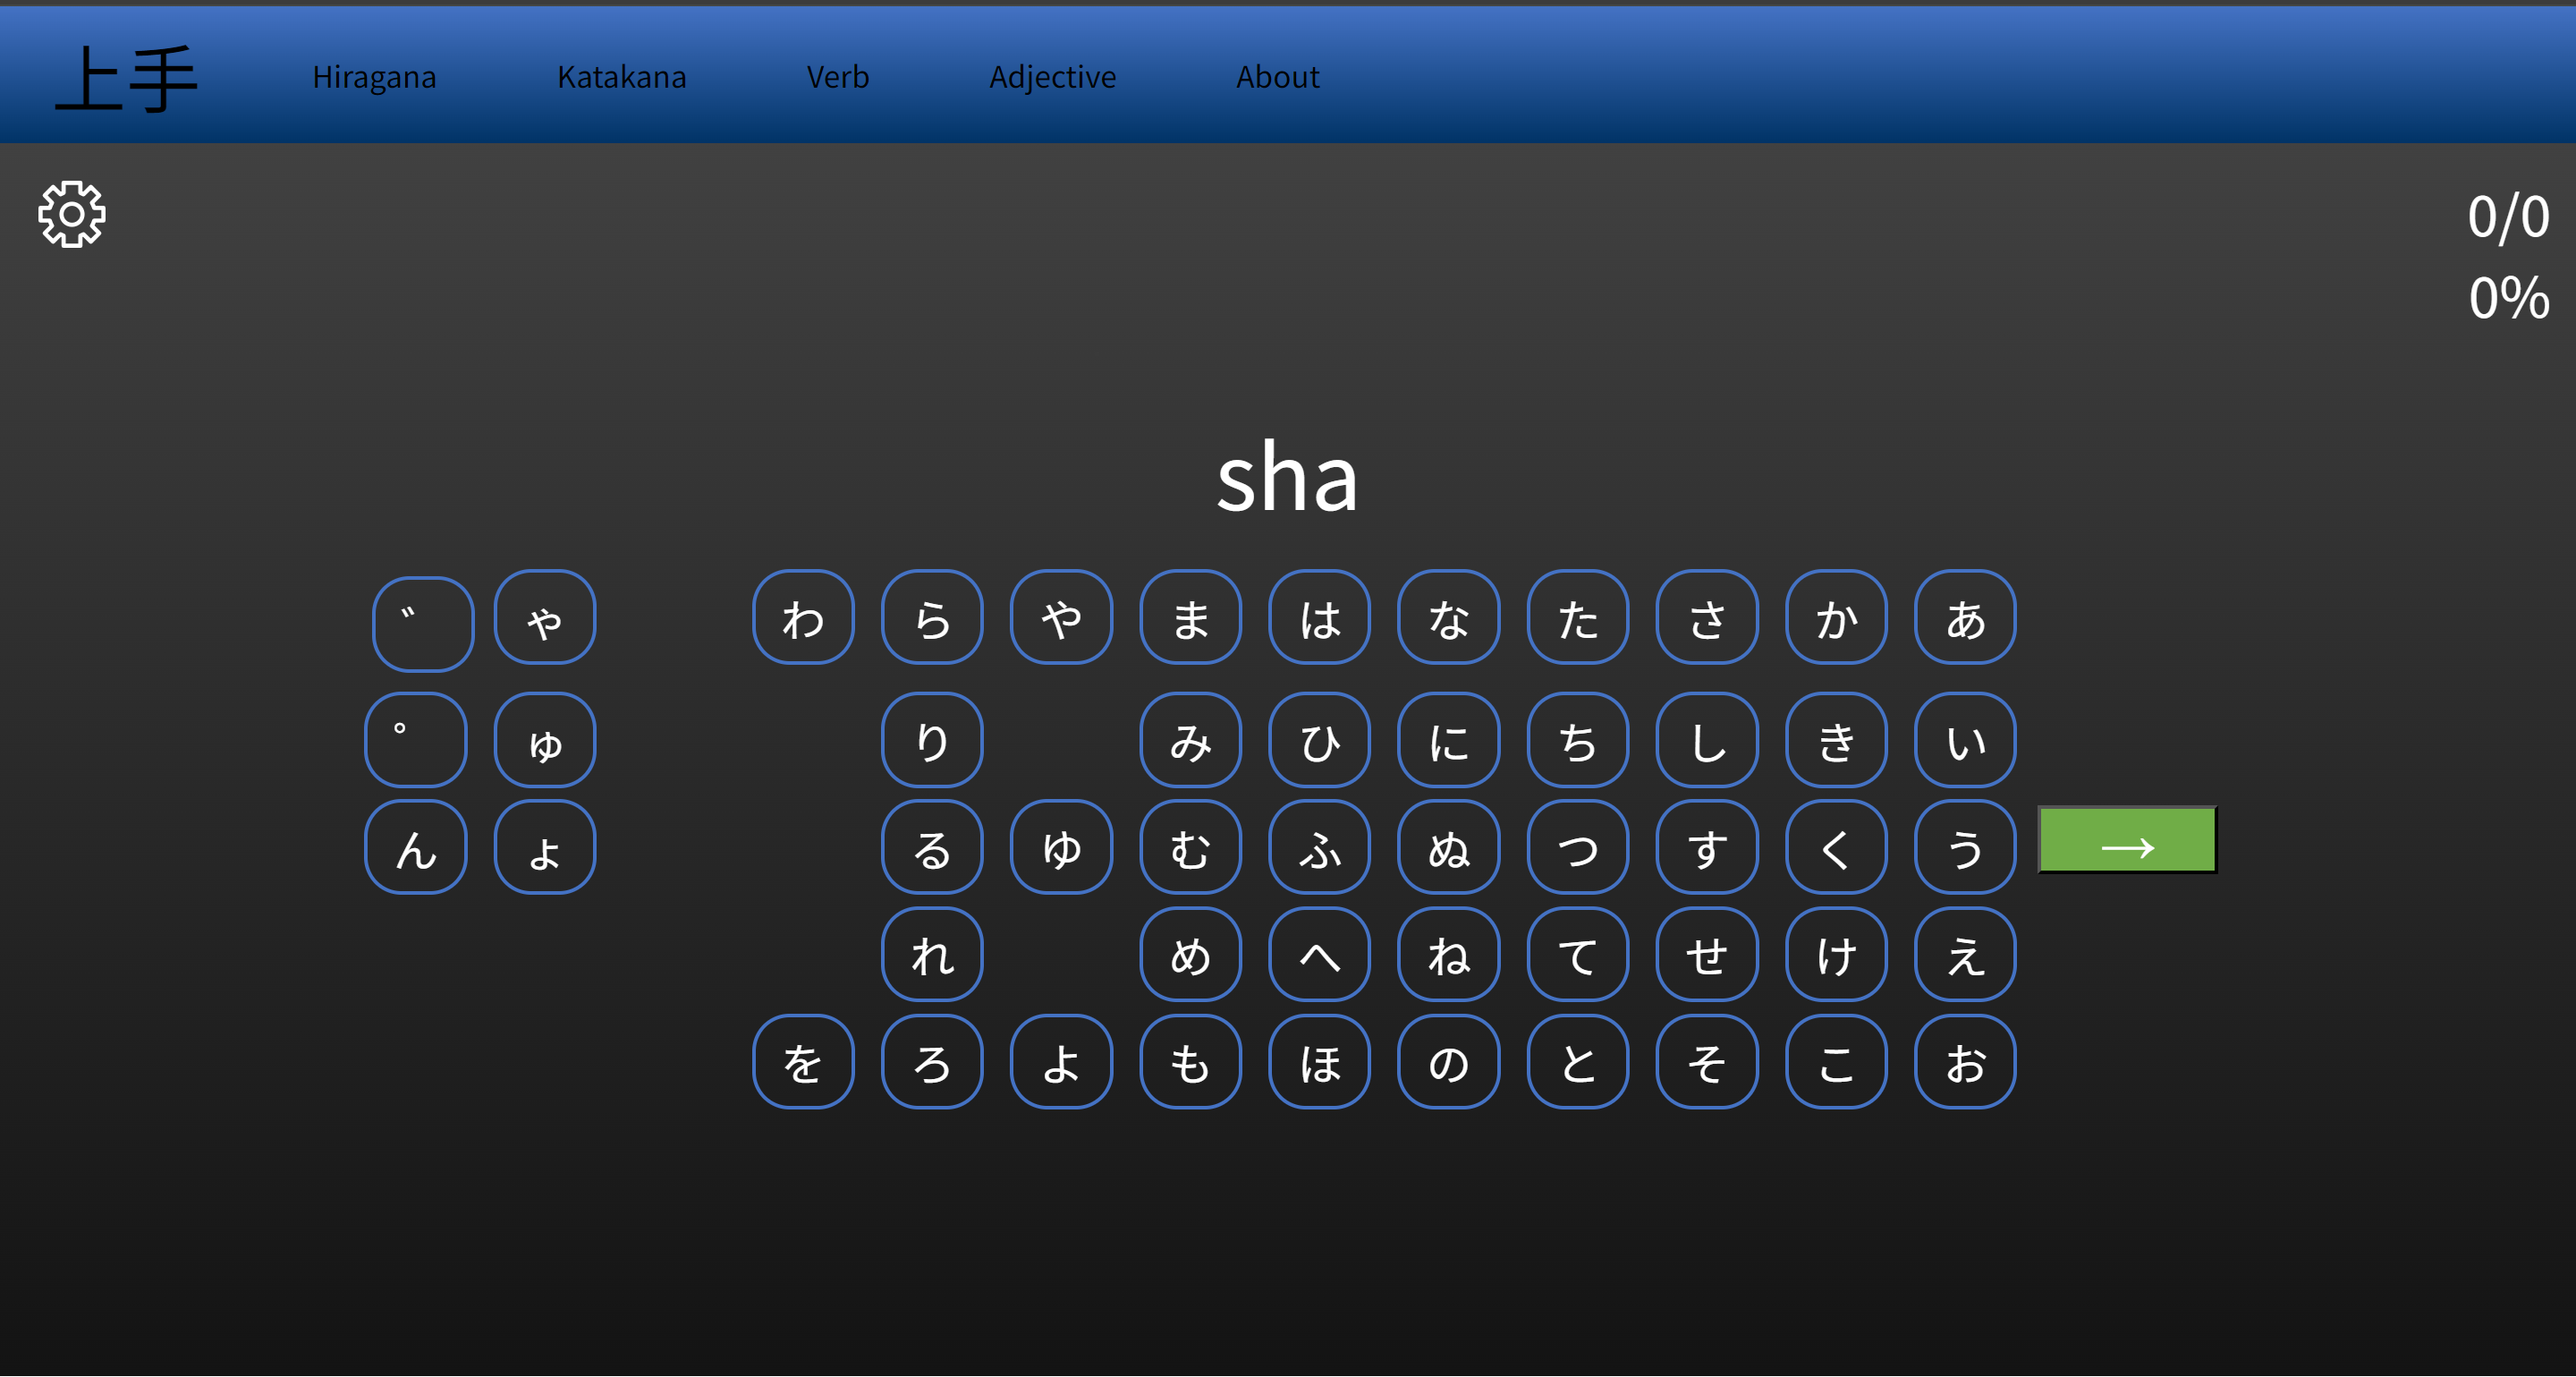 上手 Hiragana Katakana Verb Adjective About
0/0
0%
sha
゛ ゃ わ ら や ま は な た さ か あ
゜ ゅ り み ひ に ち し き い
ん ょ る ゆ む ふ ぬ つ す く う →
れ め へ ね て せ け え
を ろ よ も ほ の と そ こ お